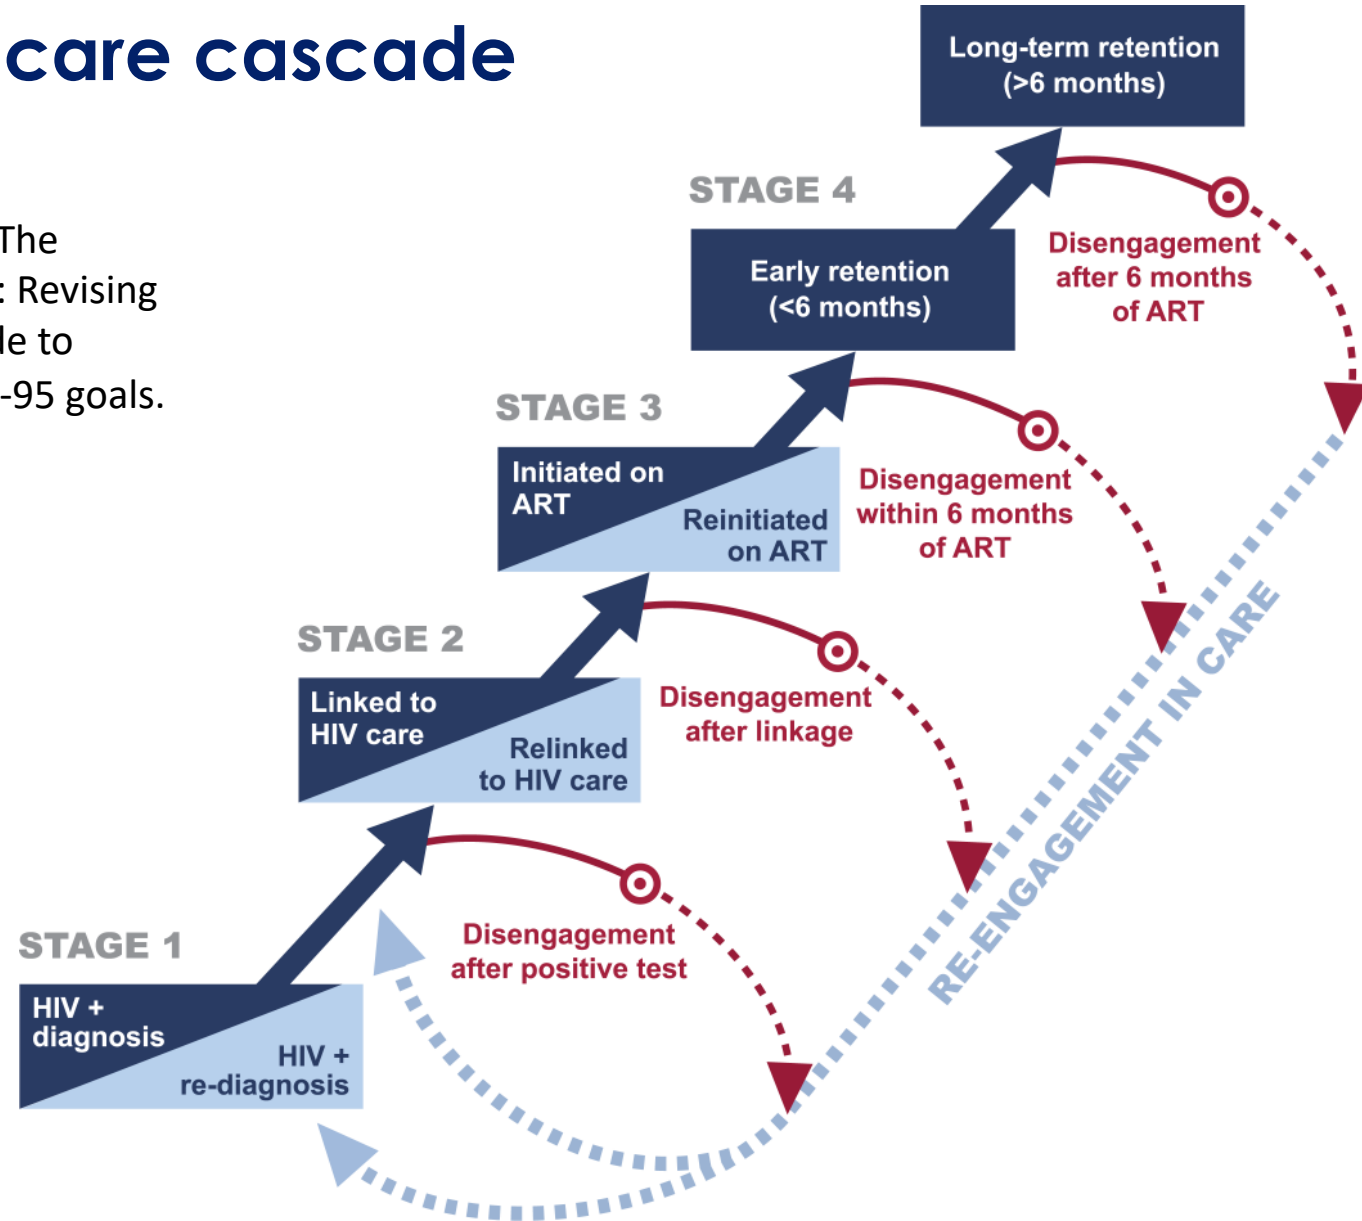 care cascade
The
: Revising
le to
-95 goals.
Long-term retention
(>6 months)
STAGE 4
Early retention
(<6 months)
Disengagement
after 6 months
of ART
STAGE 3
Initiated on
ART
Reinitiated
on ART
Disengagement
within 6 months
of ART
STAGE 2
Linked to
HIV care
Relinked
to HIV care
Disengagement
after linkage
RE-ENGAGEMENT IN CARE
STAGE 1
HIV +
diagnosis
HIV +
re-diagnosis
Disengagement
after positive test